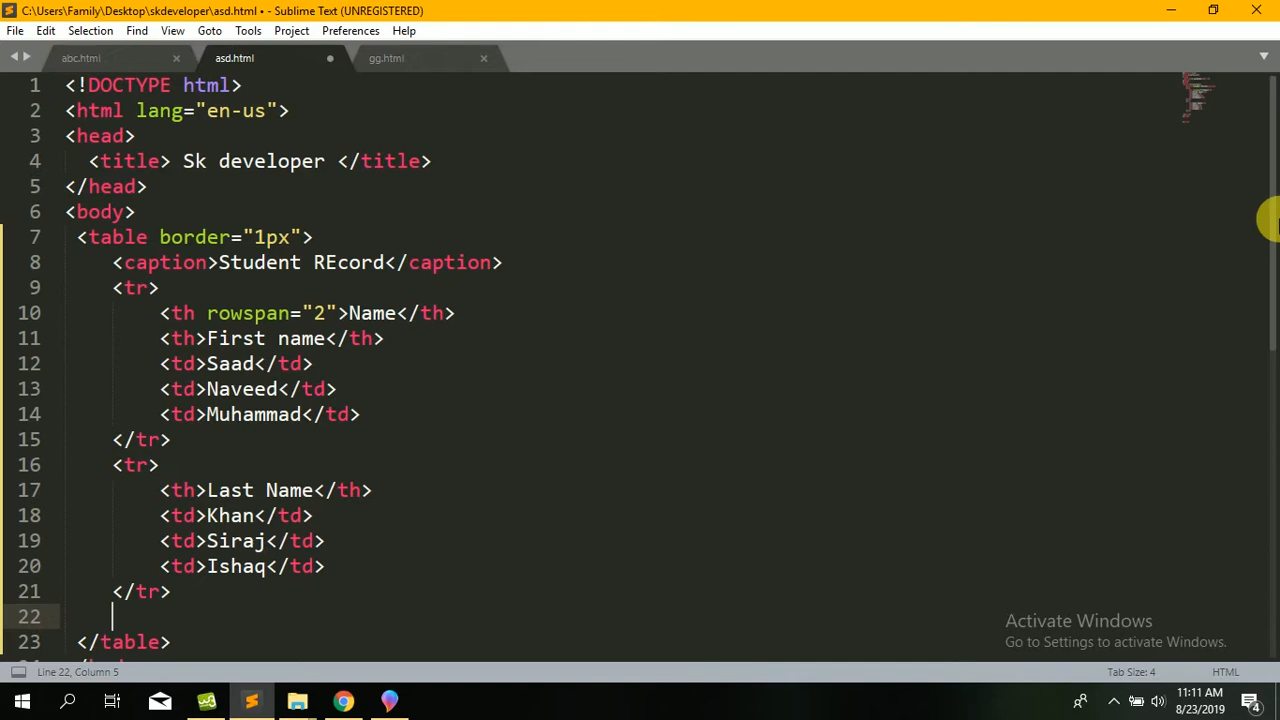 C:\Users\Family\Desktop\skdeveloper\asd.html • - Sublime Text (UNREGISTERED)
File Edit Selection View Goto Tools Project Preferences Help
abc.html asd.html gg.html
1 <!DOCTYPE html>
2 <html lang="en-us">
3 <head>
4 <title> Sk developer </title>
5 </head>
6 <body>
7 <table border="1px">
8 <caption>Student REcord</caption>
9 <tr>
10 <th rowspan="2">Name</th>
11 <th>First name</th>
12 <td>Saad</td>
13 <td>Naveed</td>
14 <td>Muhammad</td>
15 </tr>
16 <tr>
17 <th>Last Name</th>
18 <td>Khan</td>
19 <td>Siraj</td>
20 <td>Ishaq</td>
21 </tr>
22
23 </table>
Activate Windows
Go to Settings to activate Windows.
Line 22, Column 5 Tab Size: 4 HTML
11:11 AM
8/23/2019
4